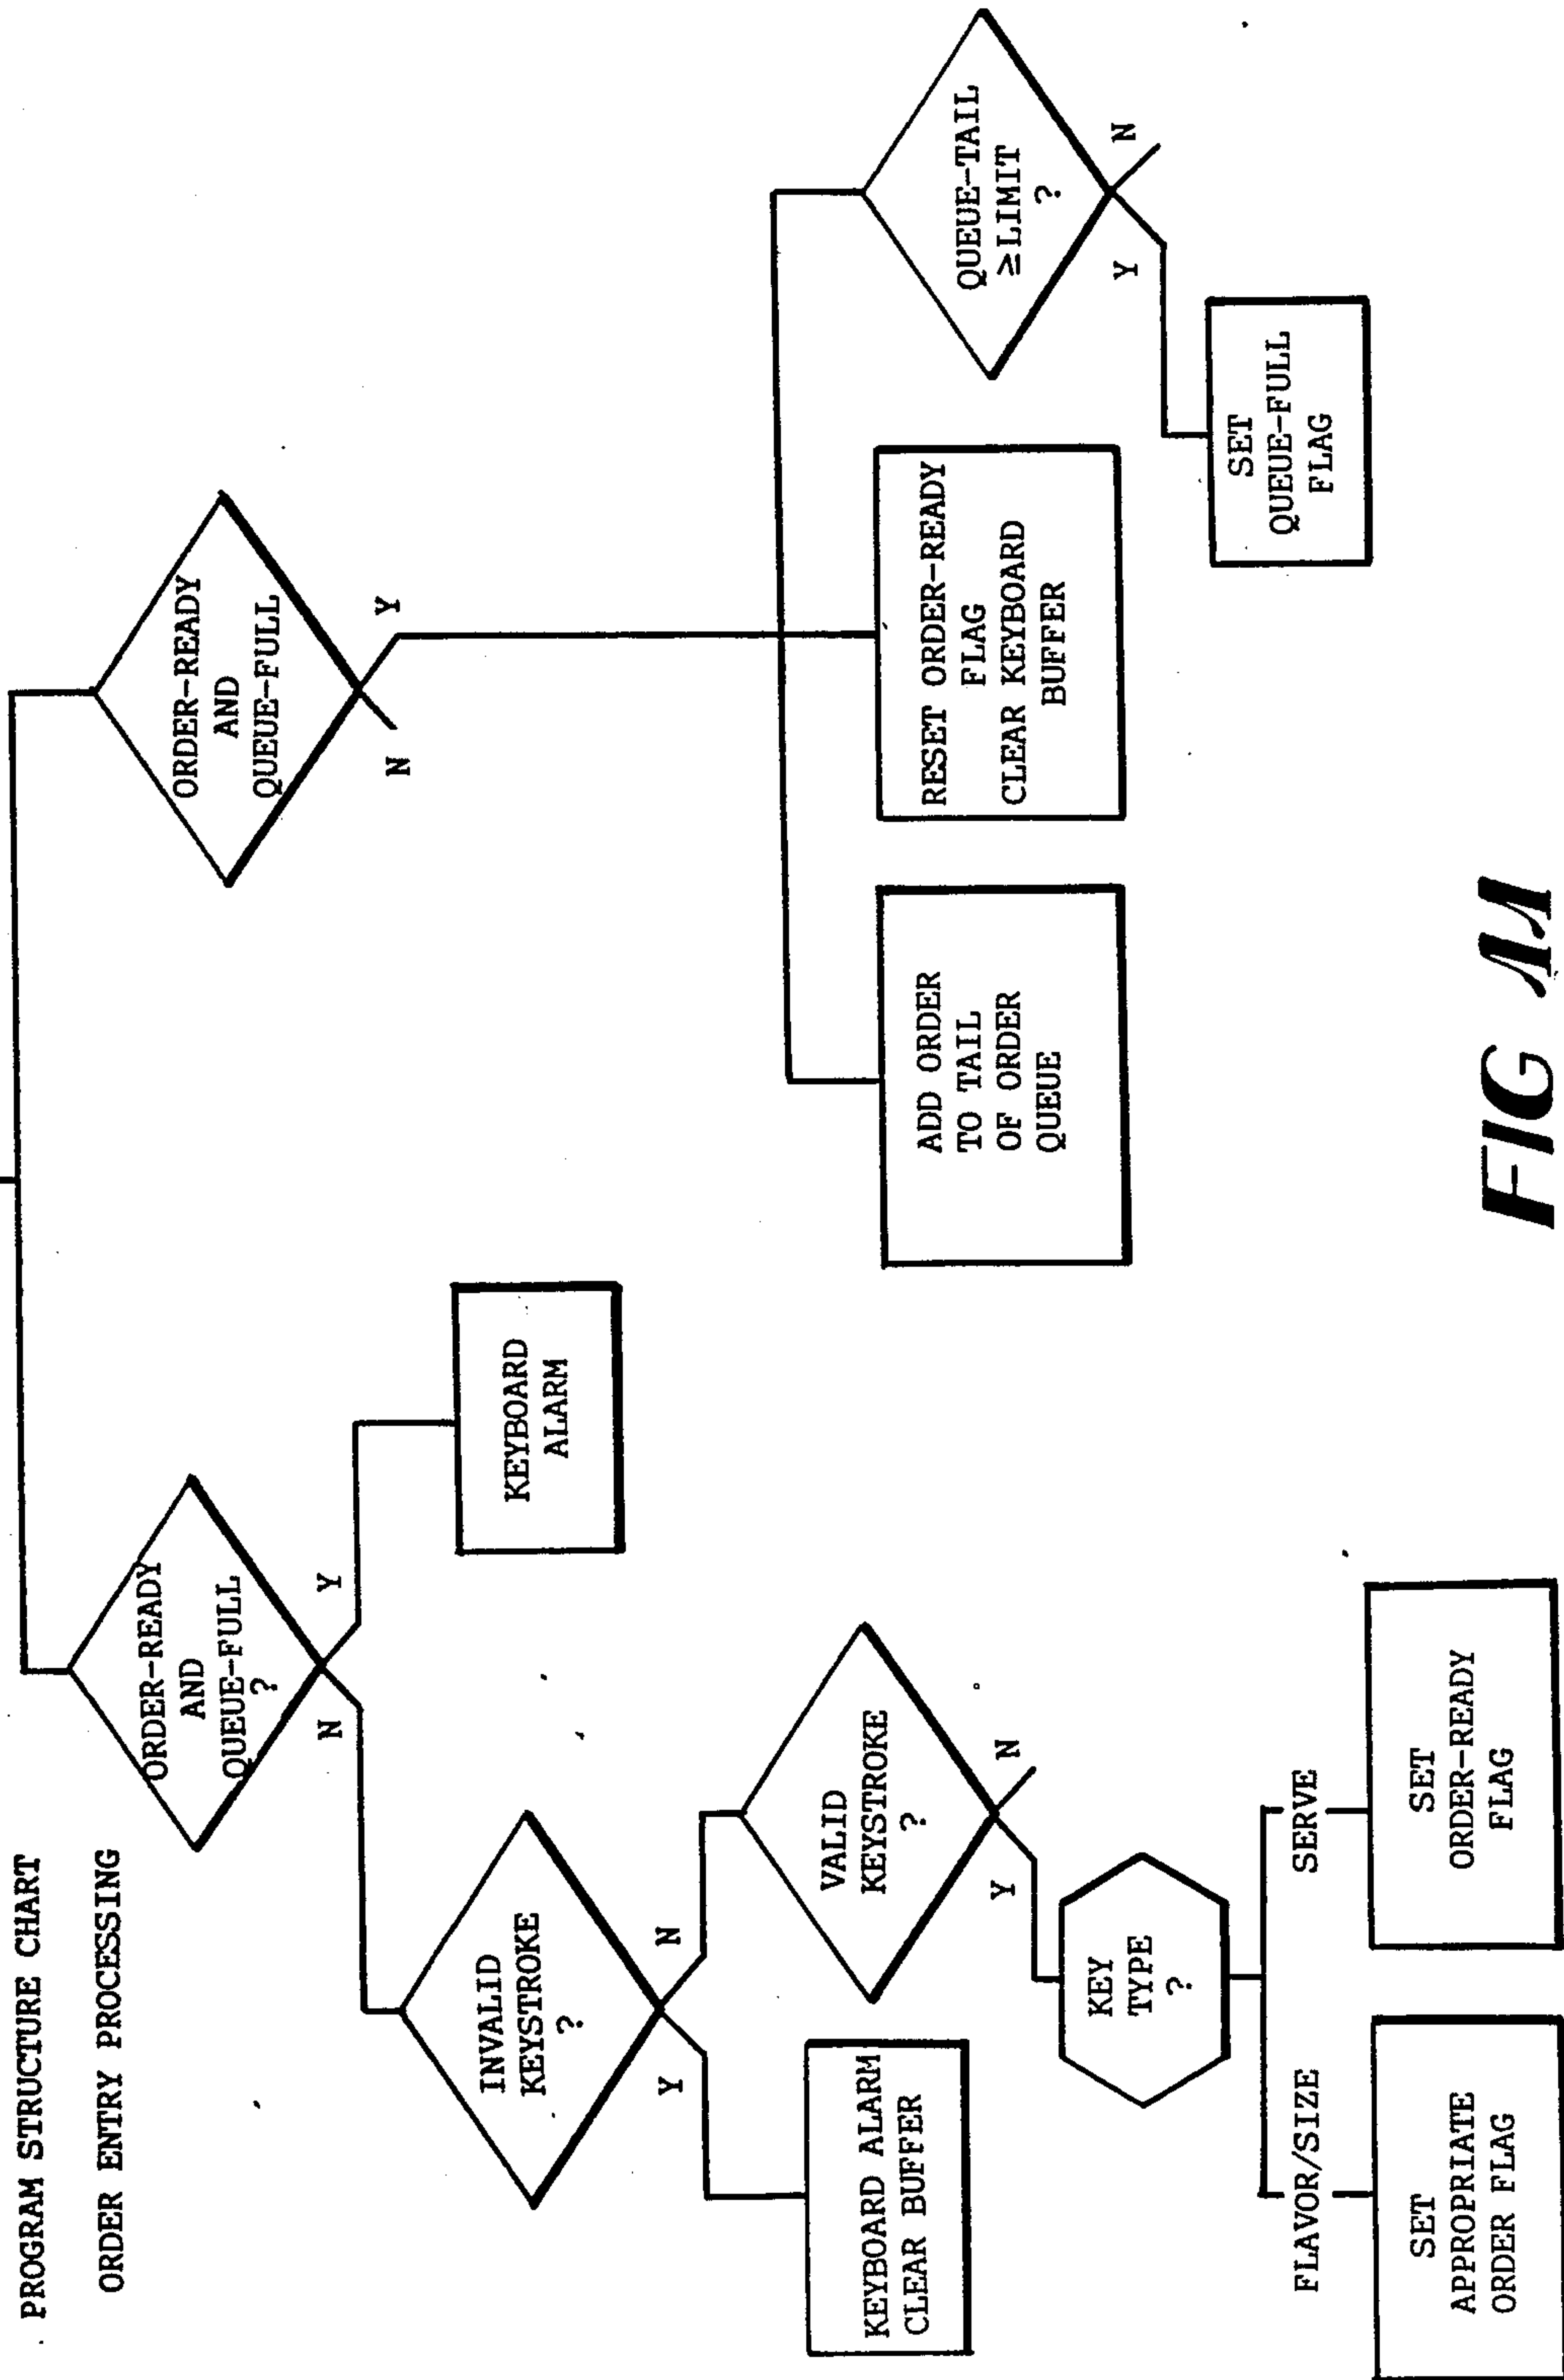 PROGRAM STRUCTURE CHART
ORDER ENTRY PROCESSING
ORDER-READY
AND
QUEUE-FULL
?
N
Y
KEYBOARD
ALARM
INVALID
KEYSTROKE
?
Y
N
KEYBOARD ALARM
CLEAR BUFFER
VALID
KEYSTROKE
?
Y
N
KEY
TYPE
?
FLAVOR/SIZE
SERVE
SET
APPROPRIATE
ORDER FLAG
SET
ORDER-READY
FLAG
ORDER-READY
AND
QUEUE-FULL
N
Y
ADD ORDER
TO TAIL
OF ORDER
QUEUE
RESET ORDER-READY
FLAG
CLEAR KEYBOARD
BUFFER
QUEUE-TAIL
≥LIMIT
?
Y
N
SET
QUEUE-FULL
FLAG
FIG